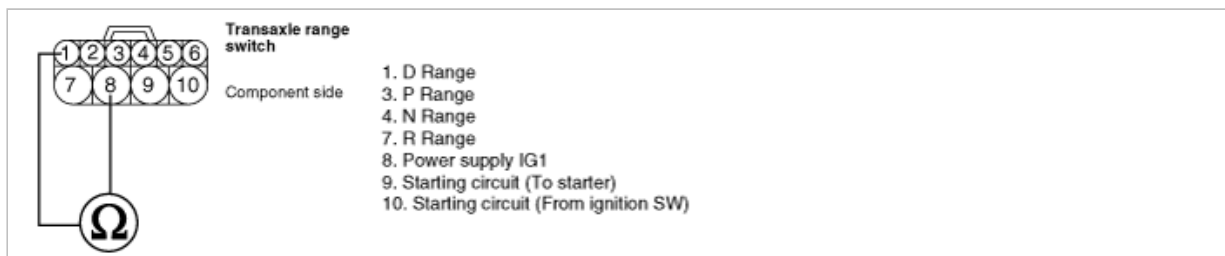 Transaxle range
switch
1 2 3 4 5 6
7 8 9 10
Component side
1. D Range
3. P Range
4. N Range
7. R Range
8. Power supply IG1
9. Starting circuit (To starter)
10. Starting circuit (From ignition SW)
Ω